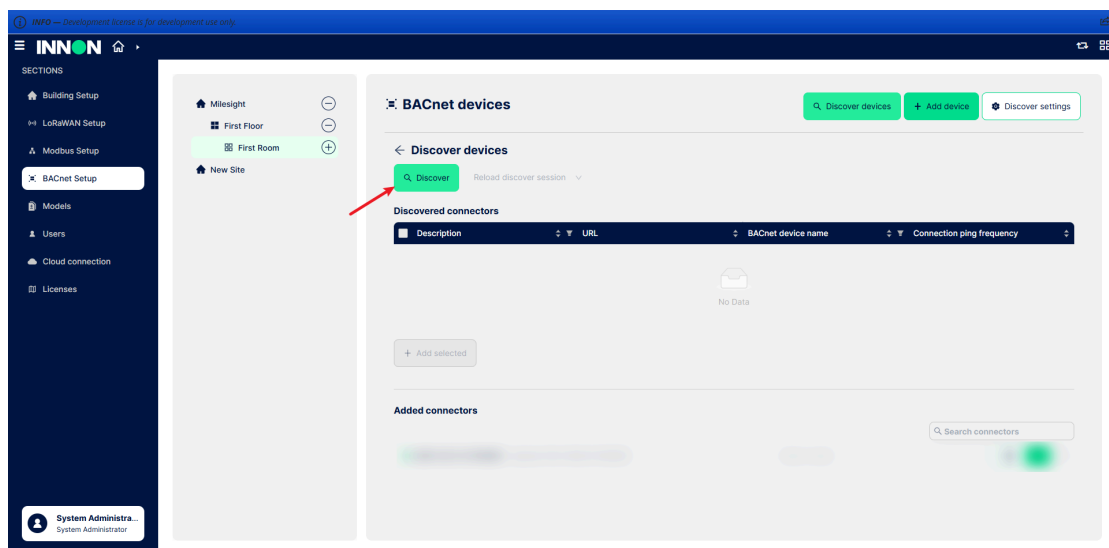 INFO — Development license is for development use only.
INNON
SECTIONS
Building Setup
LoRaWAN Setup
Modbus Setup
BACnet Setup
Models
Users
Cloud connection
Licenses
System Administra...
System Administrator
Milesight
First Floor
First Room
New Site
BACnet devices
Discover devices
+ Add device
Discover settings
← Discover devices
Discover
Reload discover session
Discovered connectors
Description URL BACnet device name Connection ping frequency
No Data
+ Add selected
Added connectors
Search connectors